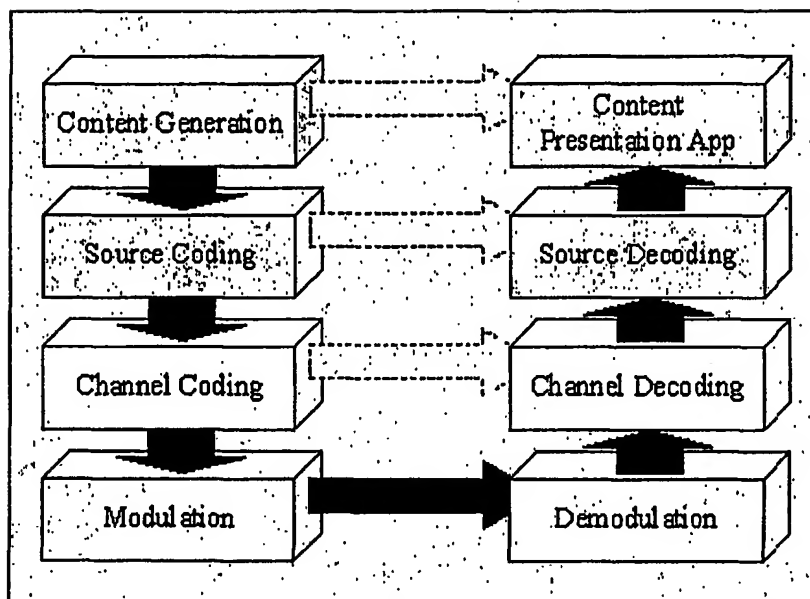 Content Generation
Content
Presentation App
Source Coding
Source Decoding
Channel Coding
Channel Decoding
Modulation
Demodulation